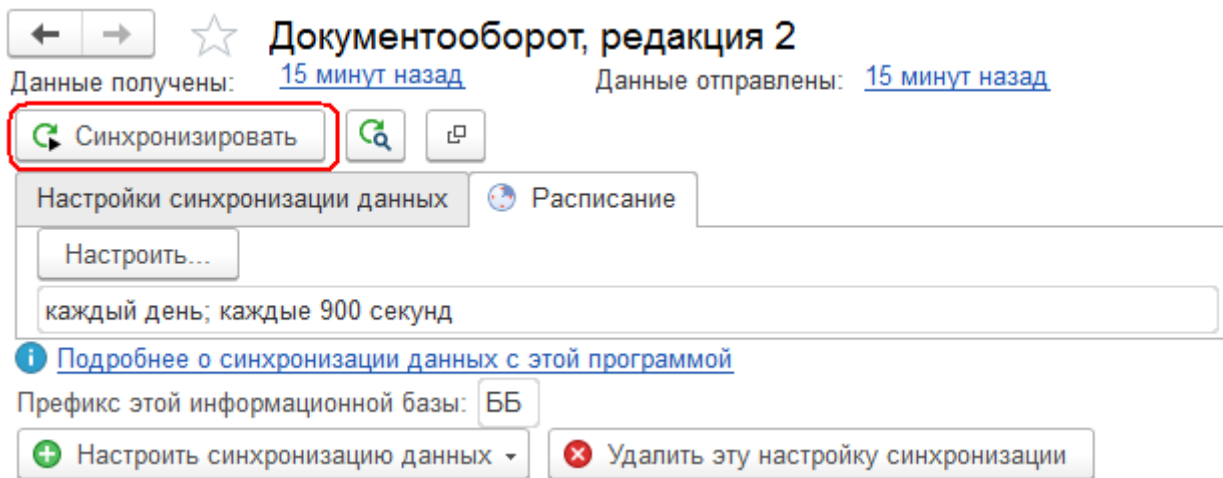 Документооборот, редакция 2
Данные получены: 15 минут назад Данные отправлены: 15 минут назад
Синхронизировать
Настройки синхронизации данных Расписание
Настроить...
каждый день; каждые 900 секунд
Подробнее о синхронизации данных с этой программой
Префикс этой информационной базы: ББ
Настроить синхронизацию данных Удалить эту настройку синхронизации